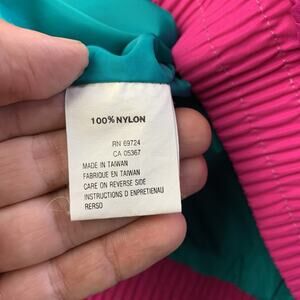 100% NYLON
RN 69724
CA 05367
MADE IN TAIWAN
FABRIQUE EN TAIWAN
CARE ON REVERSE SIDE
INSTRUCTIONS D ENPRETIENAU
RERSO